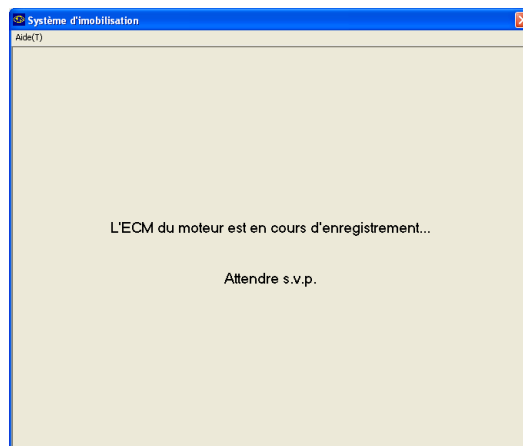 Système d'imobilisation
Aide(T)
L'ECM du moteur est en cours d'enregistrement...
Attendre s.v.p.